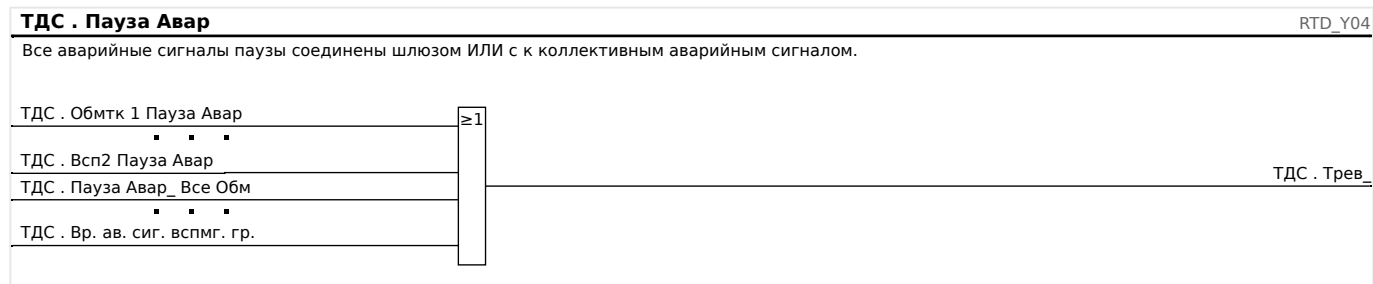 ТДС . Пауза Авар
RTD_Y04
Все аварийные сигналы паузы соединены шлюзом ИЛИ с к коллективным аварийным сигналом.
ТДС . Обмтк 1 Пауза Авар
≥1
ТДС . Всп2 Пауза Авар
ТДС . Трев_
ТДС . Пауза Авар_ Все Обм
ТДС . Вр. ав. сиг. вспмг. гр.